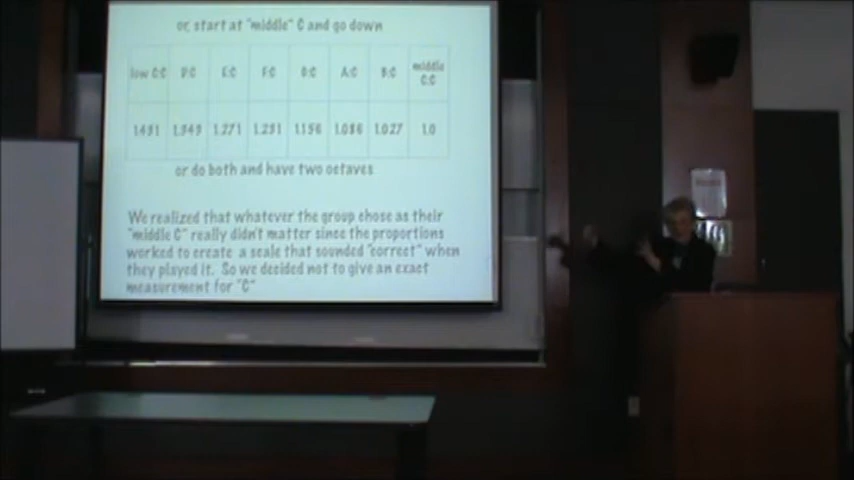 or, start at "middle" C and go down
low C:C D:C E:C F:C G:C A:C B:C middle C:C
1.491 1.349 1.271 1.231 1.156 1.086 1.027 1.0
or do both and have two octaves
We realized that whatever the group chose as their
"middle C" really didn't matter since the proportions
worked to create a scale that sounded "correct" when
they played it. So we decided not to give an exact
measurement for "C"